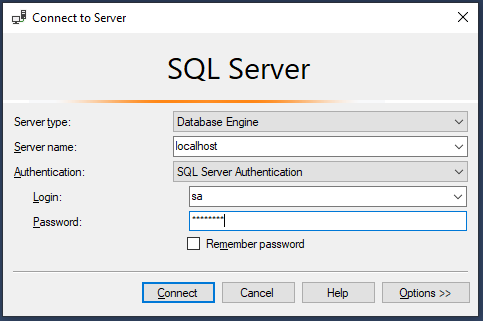 Connect to Server
SQL Server
Server type: Database Engine
Server name: localhost
Authentication: SQL Server Authentication
Login: sa
Password: ********
Remember password
Connect Cancel Help Options >>